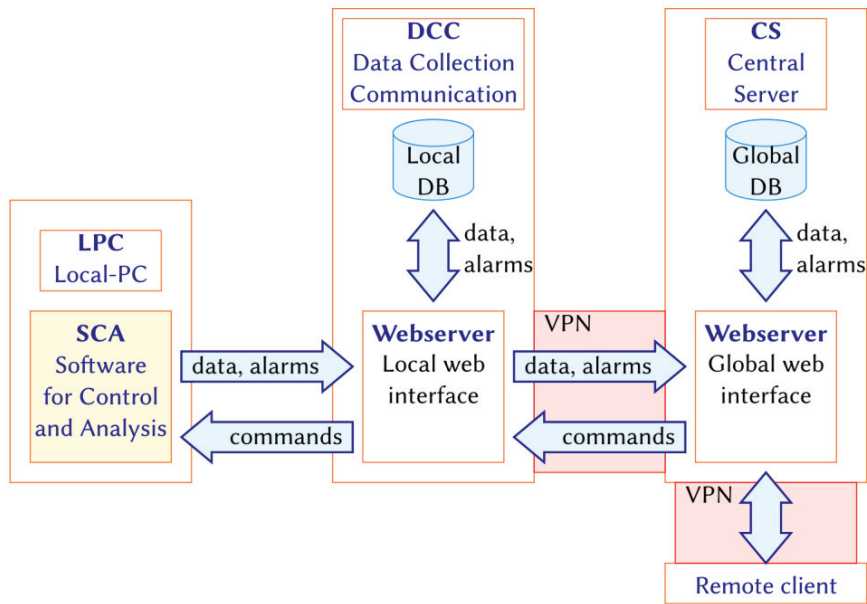 DCC
Data Collection
Communication
Local
DB
data,
alarms
CS
Central
Server
Global
DB
data,
alarms
LPC
Local-PC
SCA
Software
for Control
and Analysis
data, alarms
commands
Webserver
Local web
interface
VPN
data, alarms
commands
Webserver
Global web
interface
VPN
Remote client